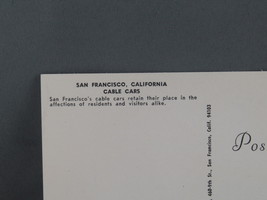 SAN FRANCISCO, CALIFORNIA
CABLE CARS
San Francisco's cable cars retain their place in the
affections of residents and visitors alike.
St., San Francisco, Calif. 94103
Pos